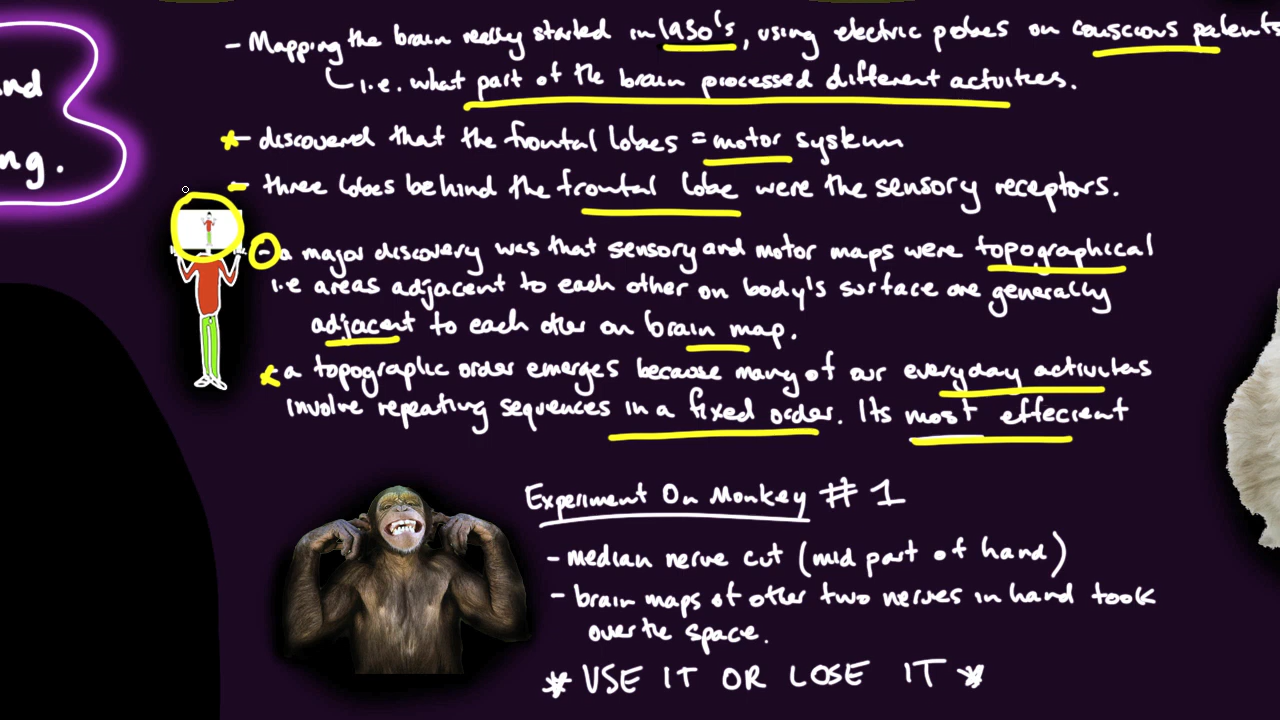 nd
ng.
- Mapping the brain really started in 1930's, using electric probes on conscious patients
i.e. what part of the brain processed different activities.
- discovered that the frontal lobes = motor system
- three lobes behind the frontal lobe were the sensory receptors.
- a major discovery was that sensory and motor maps were topographical
i.e areas adjacent to each other on body's surface are generally
adjacent to each other on brain map.
a topographic order emerges because many of our everyday activities
involve repeating sequences in a fixed order. Its most effecient
Experiment On Monkey # 1
- median nerve cut (mid part of hand)
- brain maps of other two nerves in hand took
over the space.
* USE IT OR LOSE IT *